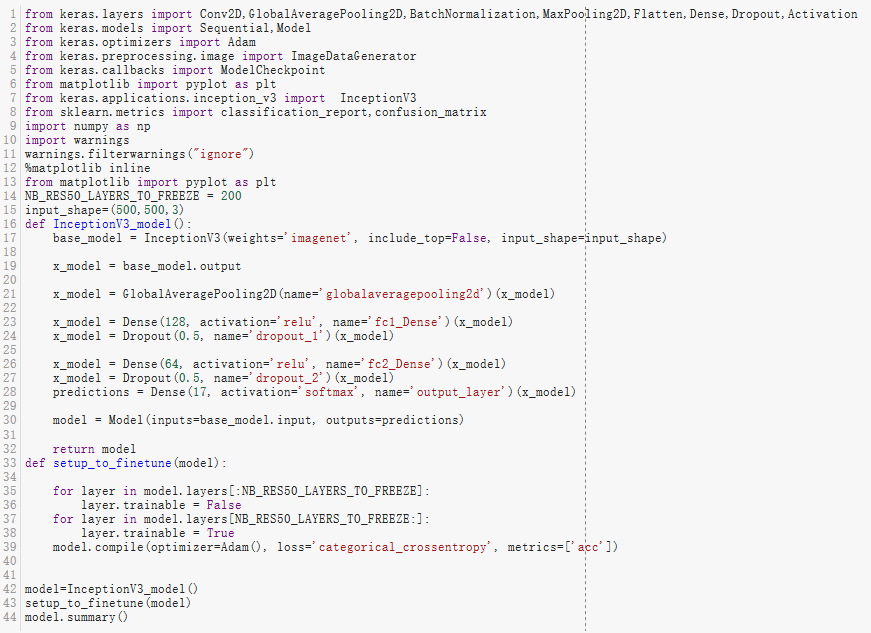 1 from keras.layers import Conv2D,GlobalAveragePooling2D,BatchNormalization,MaxPooling2D,Flatten,Dense,Dropout,Activation
2 from keras.models import Sequential,Model
3 from keras.optimizers import Adam
4 from keras.preprocessing.image import ImageDataGenerator
5 from keras.callbacks import ModelCheckpoint
6 from matplotlib import pyplot as plt
7 from keras.applications.inception_v3 import  InceptionV3
8 from sklearn.metrics import classification_report,confusion_matrix
9 import numpy as np
10 import warnings
11 warnings.filterwarnings("ignore")
12 %matplotlib inline
13 from matplotlib import pyplot as plt
14 NB_RES50_LAYERS_TO_FREEZE = 200
15 input_shape=(500,500,3)
16 def InceptionV3_model():
17     base_model = InceptionV3(weights='imagenet', include_top=False, input_shape=input_shape)
18
19     x_model = base_model.output
20
21     x_model = GlobalAveragePooling2D(name='globalaveragepooling2d')(x_model)
22
23     x_model = Dense(128, activation='relu', name='fc1_Dense')(x_model)
24     x_model = Dropout(0.5, name='dropout_1')(x_model)
25
26     x_model = Dense(64, activation='relu', name='fc2_Dense')(x_model)
27     x_model = Dropout(0.5, name='dropout_2')(x_model)
28     predictions = Dense(17, activation='softmax', name='output_layer')(x_model)
29
30     model = Model(inputs=base_model.input, outputs=predictions)
31
32     return model
33 def setup_to_finetune(model):
34
35     for layer in model.layers[:NB_RES50_LAYERS_TO_FREEZE]:
36         layer.trainable = False
37     for layer in model.layers[NB_RES50_LAYERS_TO_FREEZE:]:
38         layer.trainable = True
39     model.compile(optimizer=Adam(), loss='categorical_crossentropy', metrics=['acc'])
40
41
42 model=InceptionV3_model()
43 setup_to_finetune(model)
44 model.summary()